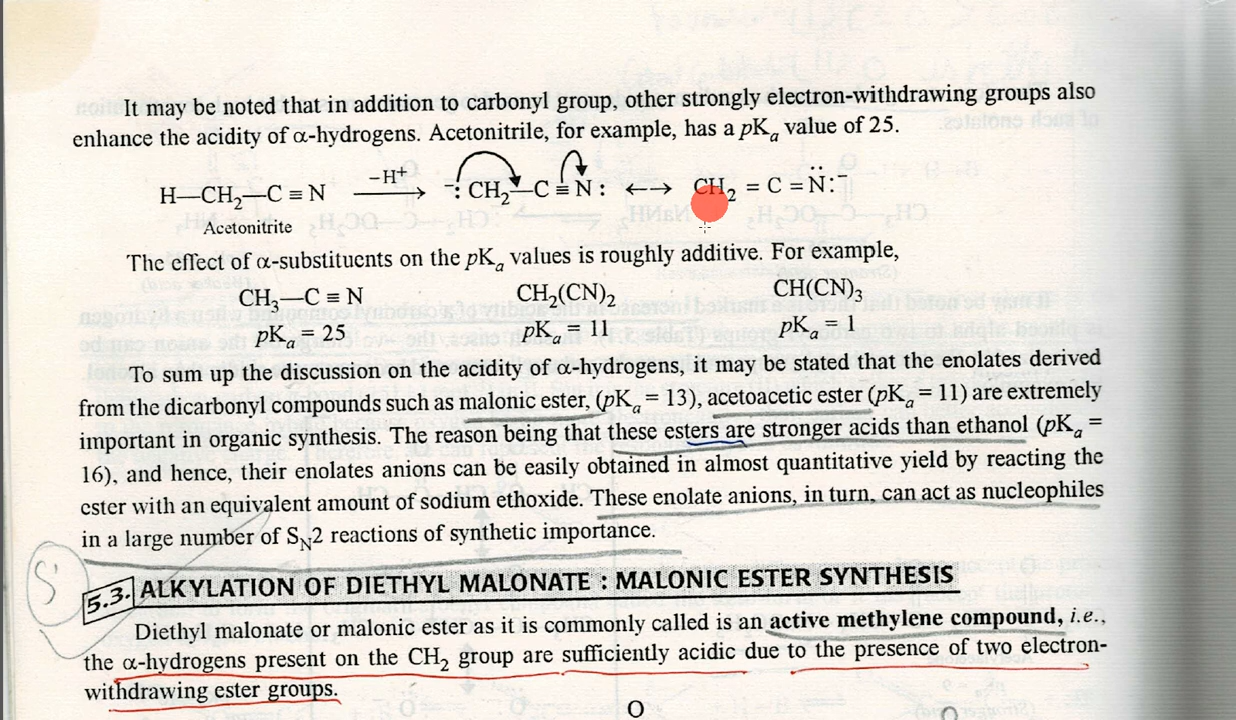 It may be noted that in addition to carbonyl group, other strongly electron-withdrawing groups also
enhance the acidity of α-hydrogens. Acetonitrile, for example, has a pKₐ value of 25.
H—CH₂—C ≡ N —H⁺→ ⁻: CH₂—C ≡ N : ⟷ CH₂ = C = N̈:⁻
Acetonitrite
The effect of α-substituents on the pKₐ values is roughly additive. For example,
CH₃—C ≡ N CH₂(CN)₂ CH(CN)₃
pKₐ = 25 pKₐ = 11 pKₐ = 1
To sum up the discussion on the acidity of α-hydrogens, it may be stated that the enolates derived
from the dicarbonyl compounds such as malonic ester, (pKₐ = 13), acetoacetic ester (pKₐ = 11) are extremely
important in organic synthesis. The reason being that these esters are stronger acids than ethanol (pKₐ =
16), and hence, their enolates anions can be easily obtained in almost quantitative yield by reacting the
ester with an equivalent amount of sodium ethoxide. These enolate anions, in turn, can act as nucleophiles
in a large number of S_N2 reactions of synthetic importance.
5.3. ALKYLATION OF DIETHYL MALONATE : MALONIC ESTER SYNTHESIS
Diethyl malonate or malonic ester as it is commonly called is an active methylene compound, i.e.,
the α-hydrogens present on the CH₂ group are sufficiently acidic due to the presence of two electron-
withdrawing ester groups.
O